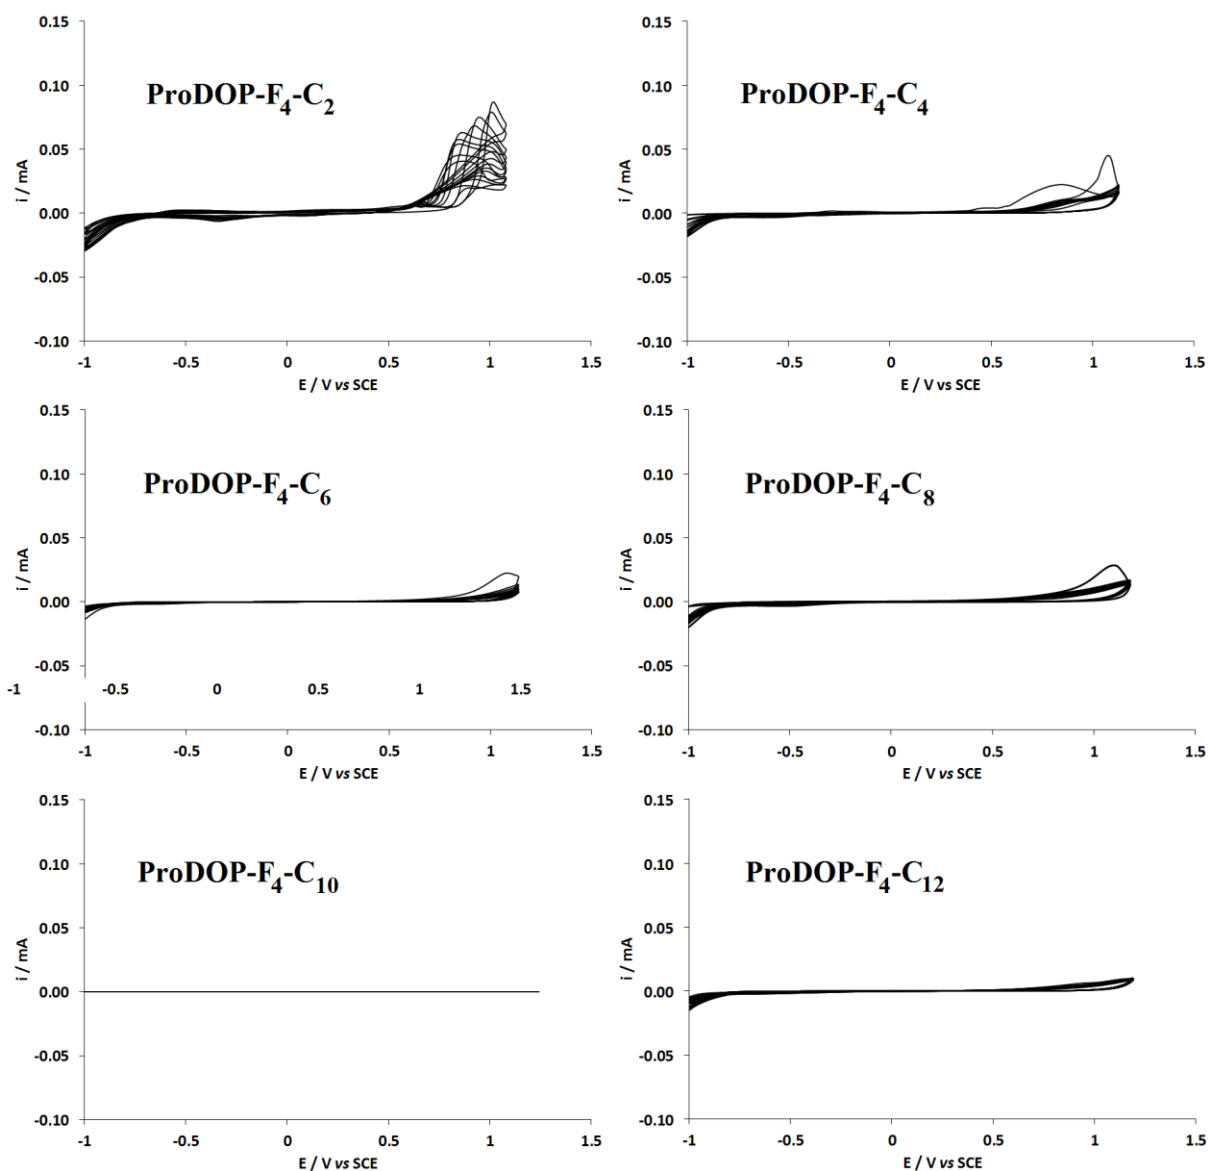 ProDOP-F4-C2
i / mA
0.15
0.10
0.05
0.00
-0.05
-0.10
-1 -0.5 0 0.5 1 1.5
E / V vs SCE
ProDOP-F4-C4
i / mA
0.15
0.10
0.05
0.00
-0.05
-0.10
-1 -0.5 0 0.5 1 1.5
E / V vs SCE
ProDOP-F4-C6
i / mA
0.15
0.10
0.05
0.00
-0.05
-1 -0.5 0 0.5 1 1.5
-0.10
-1 -0.5 0 0.5 1 1.5
E / V vs SCE
ProDOP-F4-C8
i / mA
0.15
0.10
0.05
0.00
-0.05
-0.10
-1 -0.5 0 0.5 1 1.5
E / V vs SCE
ProDOP-F4-C10
i / mA
0.15
0.10
0.05
0.00
-0.05
-0.10
-1 -0.5 0 0.5 1 1.5
E / V vs SCE
ProDOP-F4-C12
i / mA
0.15
0.10
0.05
0.00
-0.05
-0.10
-1 -0.5 0 0.5 1 1.5
E / V vs SCE